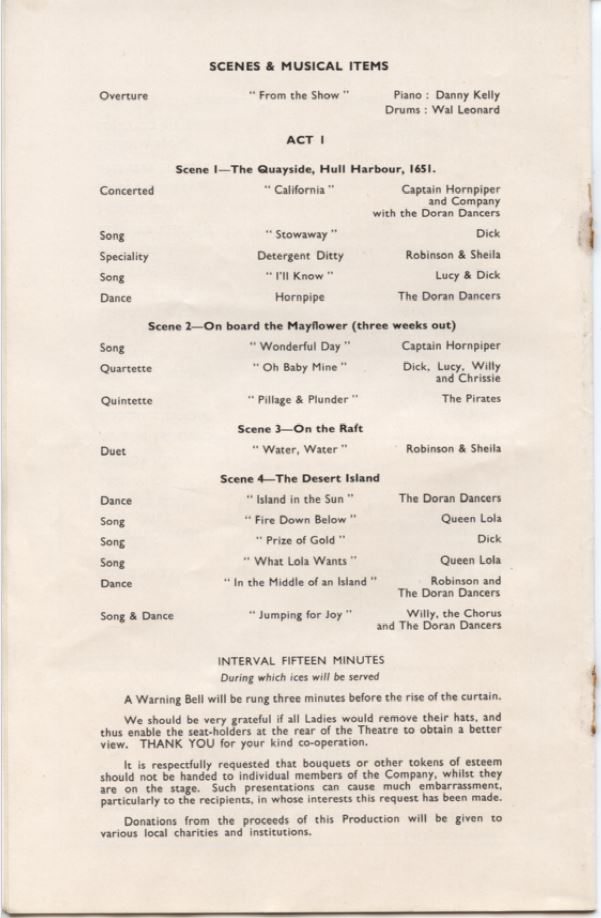 SCENES & MUSICAL ITEMS
Overture " From the Show " Piano : Danny Kelly
Drums : Wal Leonard
ACT I
Scene I—The Quayside, Hull Harbour, 1651.
Concerted " California " Captain Hornpiper
and Company
with the Doran Dancers
Song " Stowaway " Dick
Speciality Detergent Ditty Robinson & Sheila
Song " I'll Know " Lucy & Dick
Dance Hornpipe The Doran Dancers
Scene 2—On board the Mayflower (three weeks out)
Song " Wonderful Day " Captain Hornpiper
Quartette " Oh Baby Mine " Dick, Lucy, Willy
and Chrissie
Quintette " Pillage & Plunder " The Pirates
Scene 3—On the Raft
Duet " Water, Water " Robinson & Sheila
Scene 4—The Desert Island
Dance " Island in the Sun " The Doran Dancers
Song " Fire Down Below " Queen Lola
Song " Prize of Gold " Dick
Song " What Lola Wants " Queen Lola
Dance " In the Middle of an Island " Robinson and
The Doran Dancers
Song & Dance " Jumping for Joy " Willy, the Chorus
and The Doran Dancers
INTERVAL FIFTEEN MINUTES
During which ices will be served
A Warning Bell will be rung three minutes before the rise of the curtain.
We should be very grateful if all Ladies would remove their hats, and
thus enable the seat-holders at the rear of the Theatre to obtain a better
view. THANK YOU for your kind co-operation.
It is respectfully requested that bouquets or other tokens of esteem
should not be handed to individual members of the Company, whilst they
are on the stage. Such presentations can cause much embarrassment,
particularly to the recipients, in whose interests this request has been made.
Donations from the proceeds of this Production will be given to
various local charities and institutions.